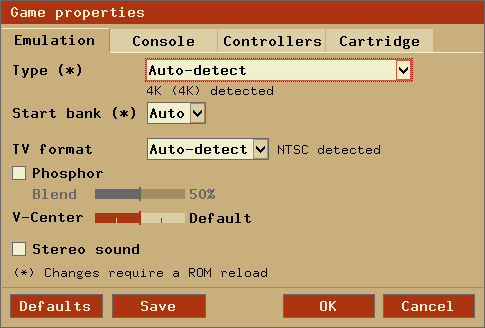 Game properties
Emulation Console Controllers Cartridge
Type (*) Auto-detect
4K (4K) detected
Start bank (*) Auto
TV format Auto-detect NTSC detected
Phosphor
Blend 50%
V-Center Default
Stereo sound
(*) Changes require a ROM reload
Defaults Save OK Cancel